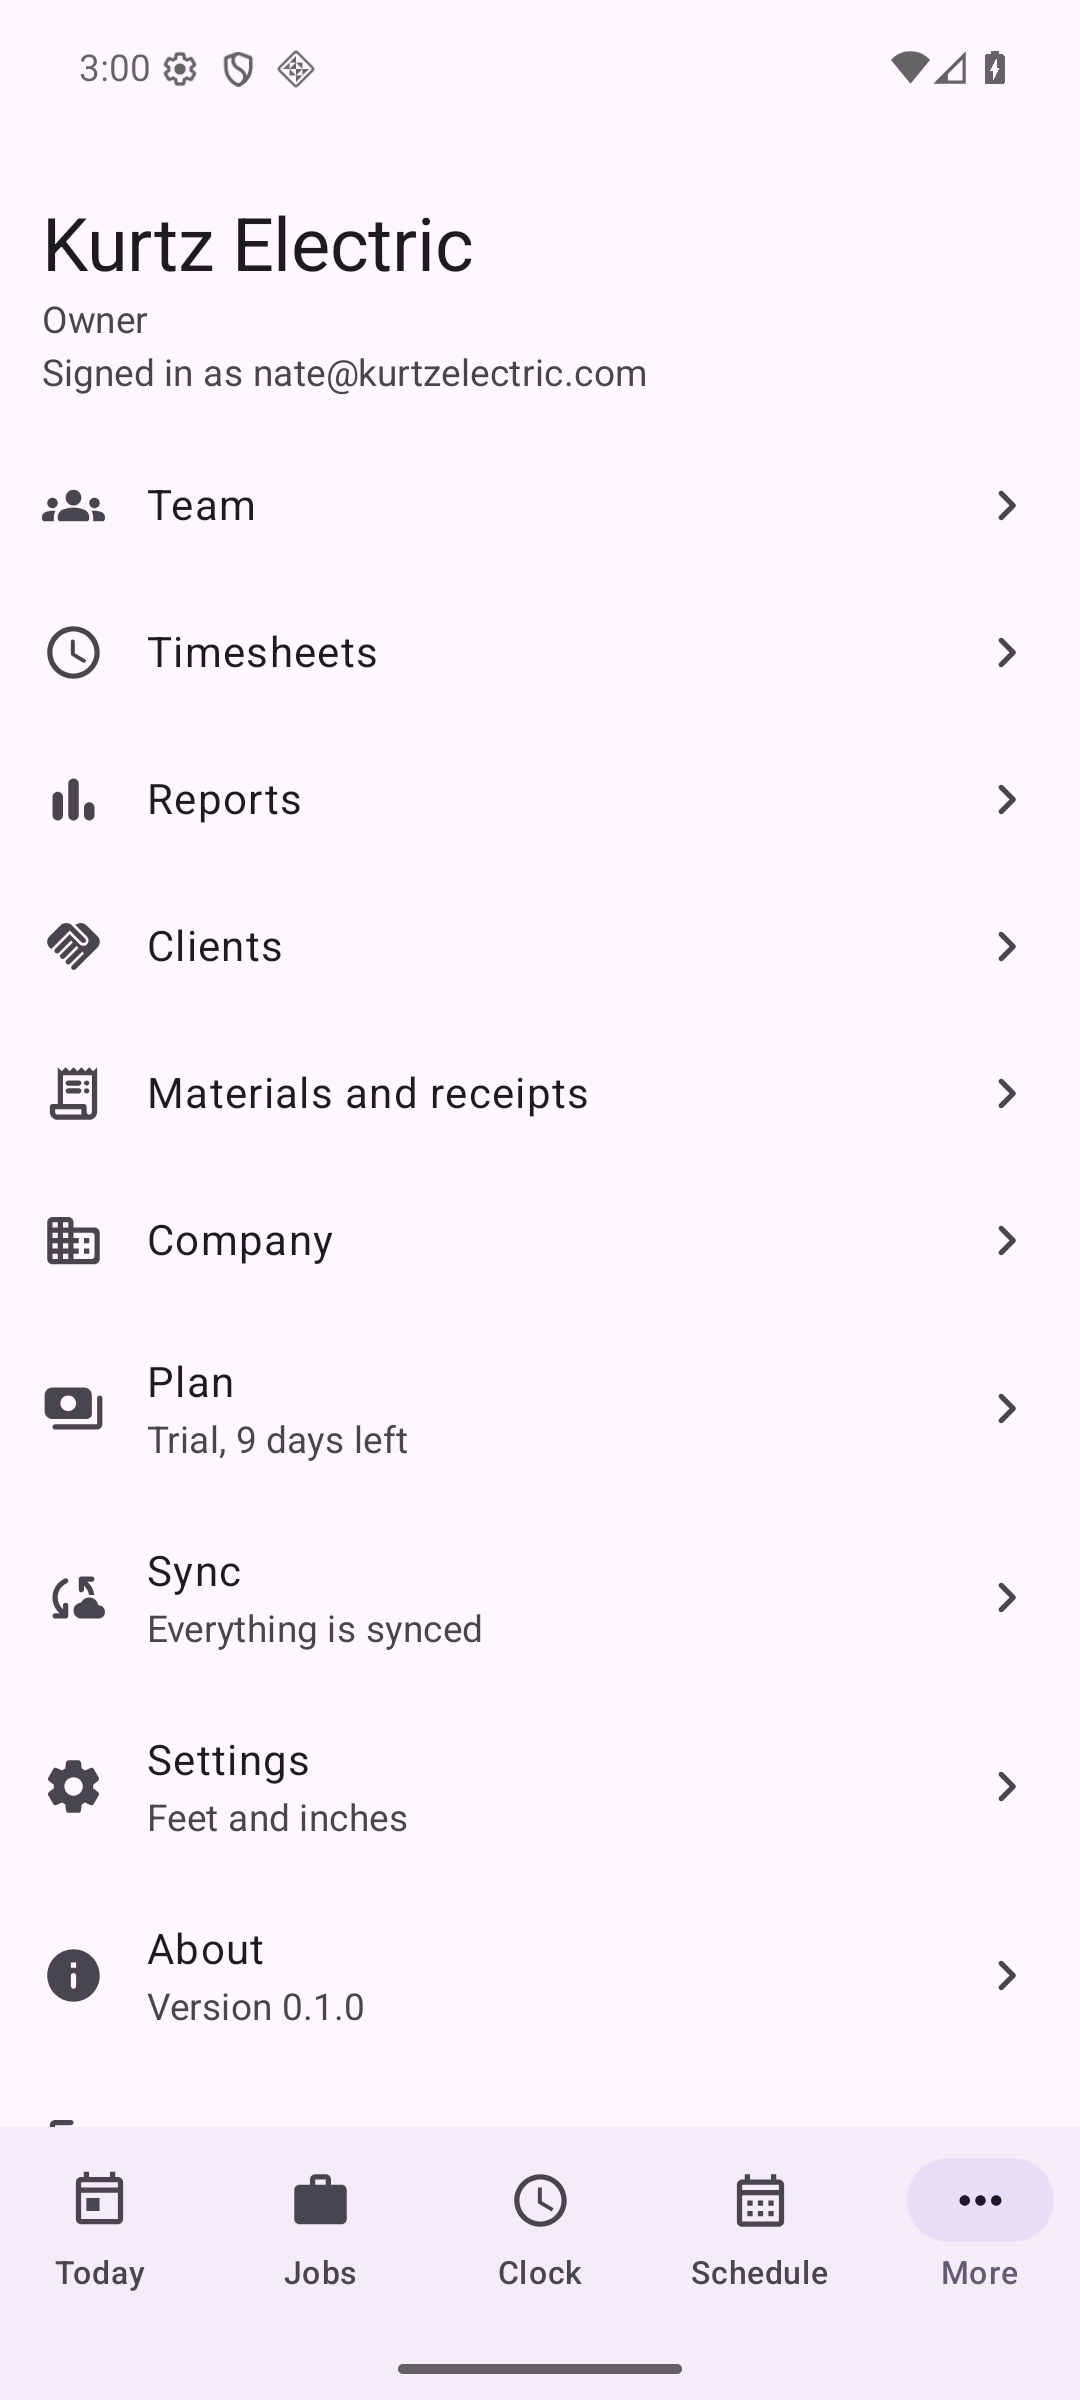 3:00
Kurtz Electric
Owner
Signed in as nate@kurtzelectric.com
Team
Timesheets
Reports
Clients
Materials and receipts
Company
Plan
Trial, 9 days left
Sync
Everything is synced
Settings
Feet and inches
About
Version 0.1.0
Today
Jobs
Clock
Schedule
More